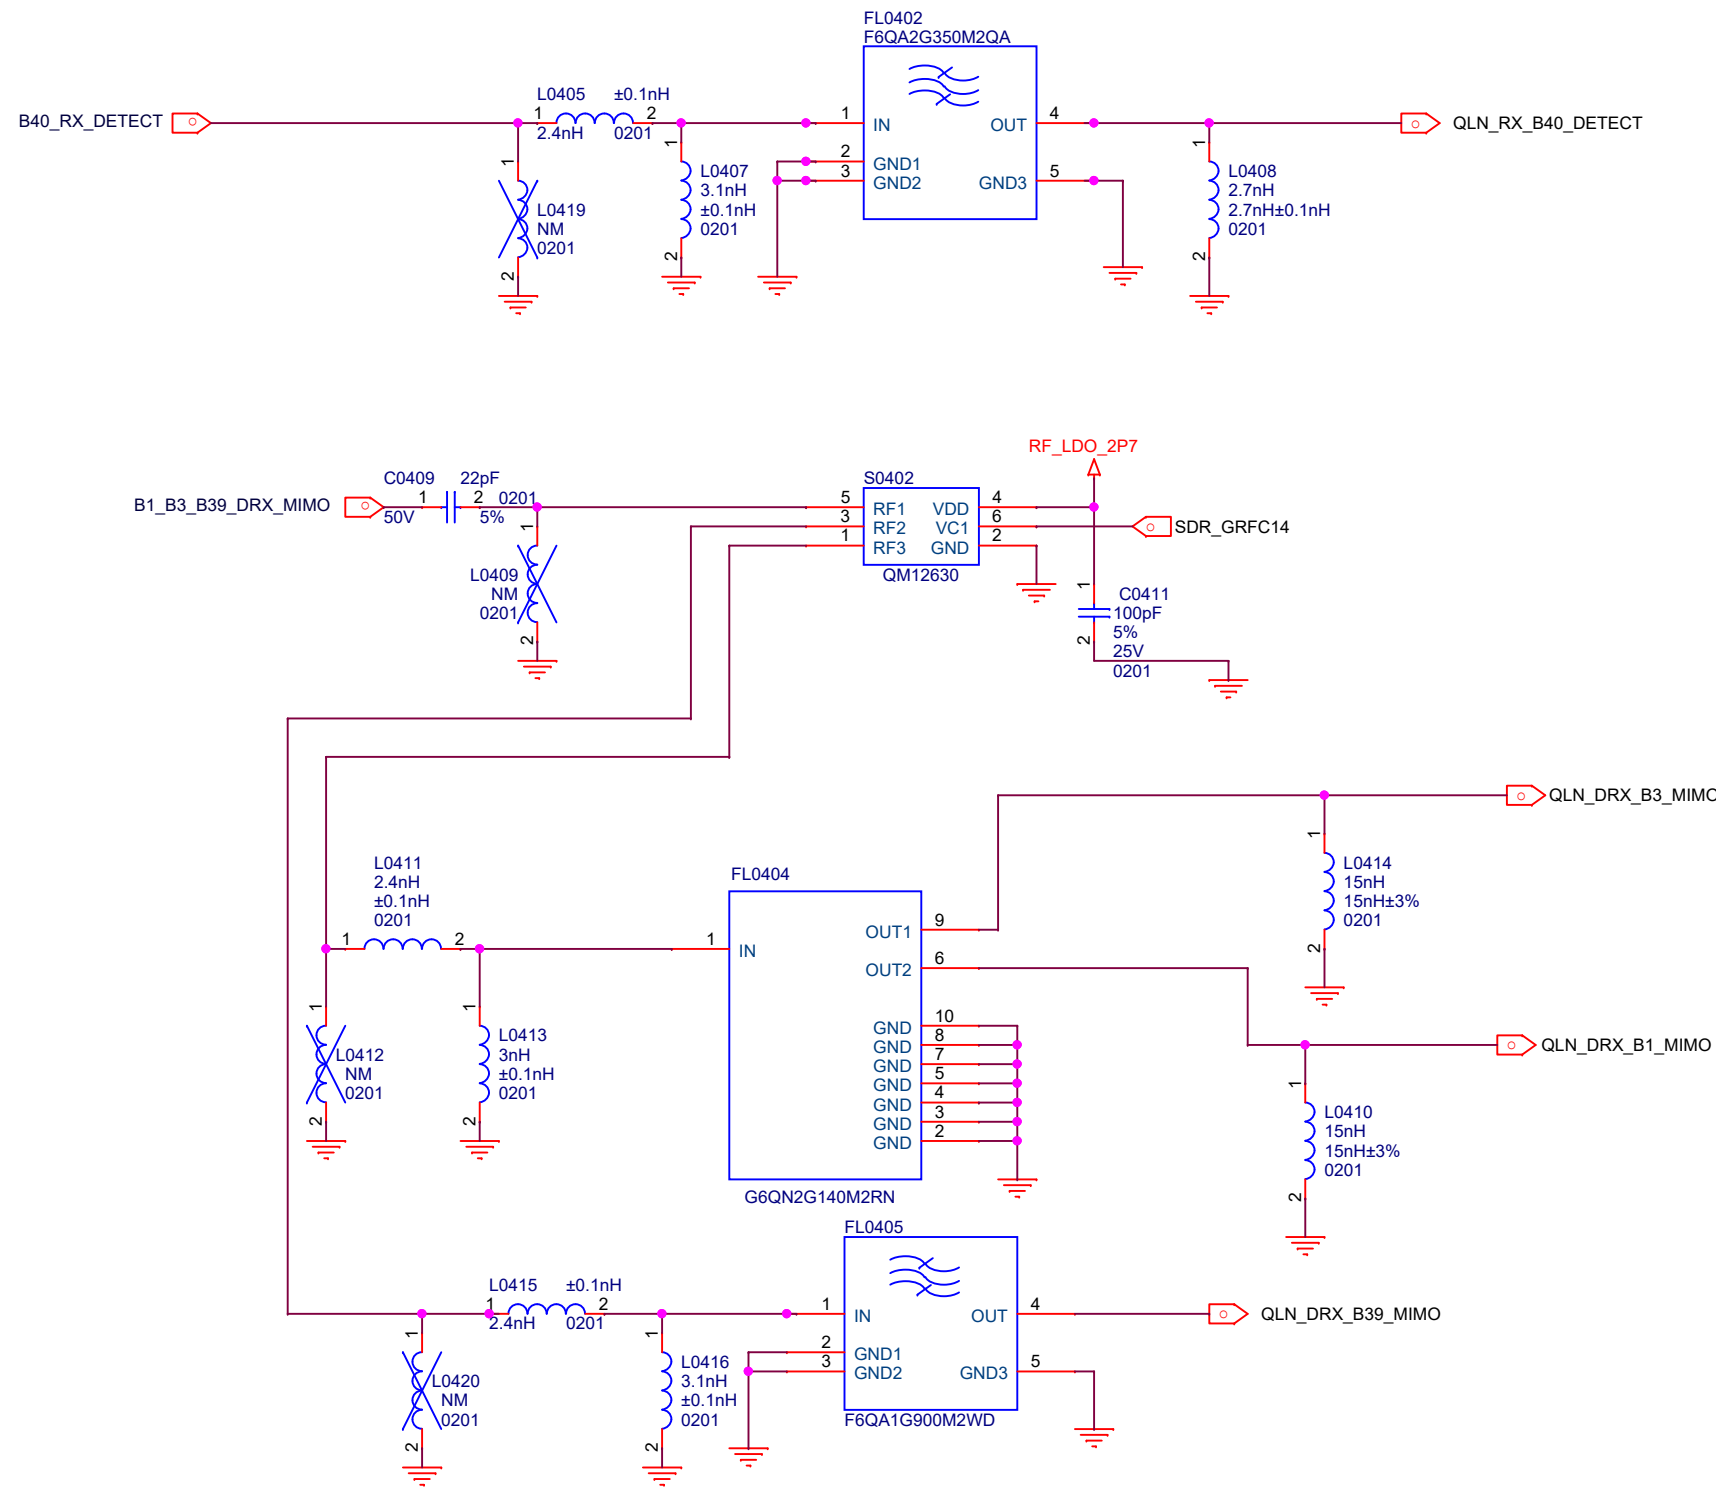 FL0402
F6QA2G350M2QA
L0405 ±0.1nH
B40_RX_DETECT
1 2
2.4nH 0201
1 IN
OUT 4
QLN_RX_B40_DETECT
2 GND1
3 GND2
GND3 5
1
L0419
NM
0201
2
1
L0407
3.1nH
±0.1nH
0201
2
1
L0408
2.7nH
2.7nH±0.1nH
0201
2
RF_LDO_2P7
C0409 22pF
B1_B3_B39_DRX_MIMO
1 2 0201
50V 5%
S0402
5 RF1 VDD 4
3 RF2 VC1 6
1 RF3 GND 2
QM12630
SDR_GRFC14
1
L0409
NM
0201
2
1
C0411
100pF
5%
25V
0201
2
QLN_DRX_B3_MIMO
1
L0414
15nH
15nH±3%
0201
2
L0411
2.4nH
±0.1nH
0201
1 2
FL0404
1 IN
OUT1 9
OUT2 6
GND 10
GND 8
GND 7
GND 5
GND 4
GND 3
GND 2
G6QN2G140M2RN
1
L0412
NM
0201
2
1
L0413
3nH
±0.1nH
0201
2
QLN_DRX_B1_MIMO
1
L0410
15nH
15nH±3%
0201
2
FL0405
L0415 ±0.1nH
1 2
2.4nH 0201
1 IN
OUT 4
QLN_DRX_B39_MIMO
2 GND1
3 GND2
GND3 5
F6QA1G900M2WD
1
L0420
NM
0201
2
1
L0416
3.1nH
±0.1nH
0201
2